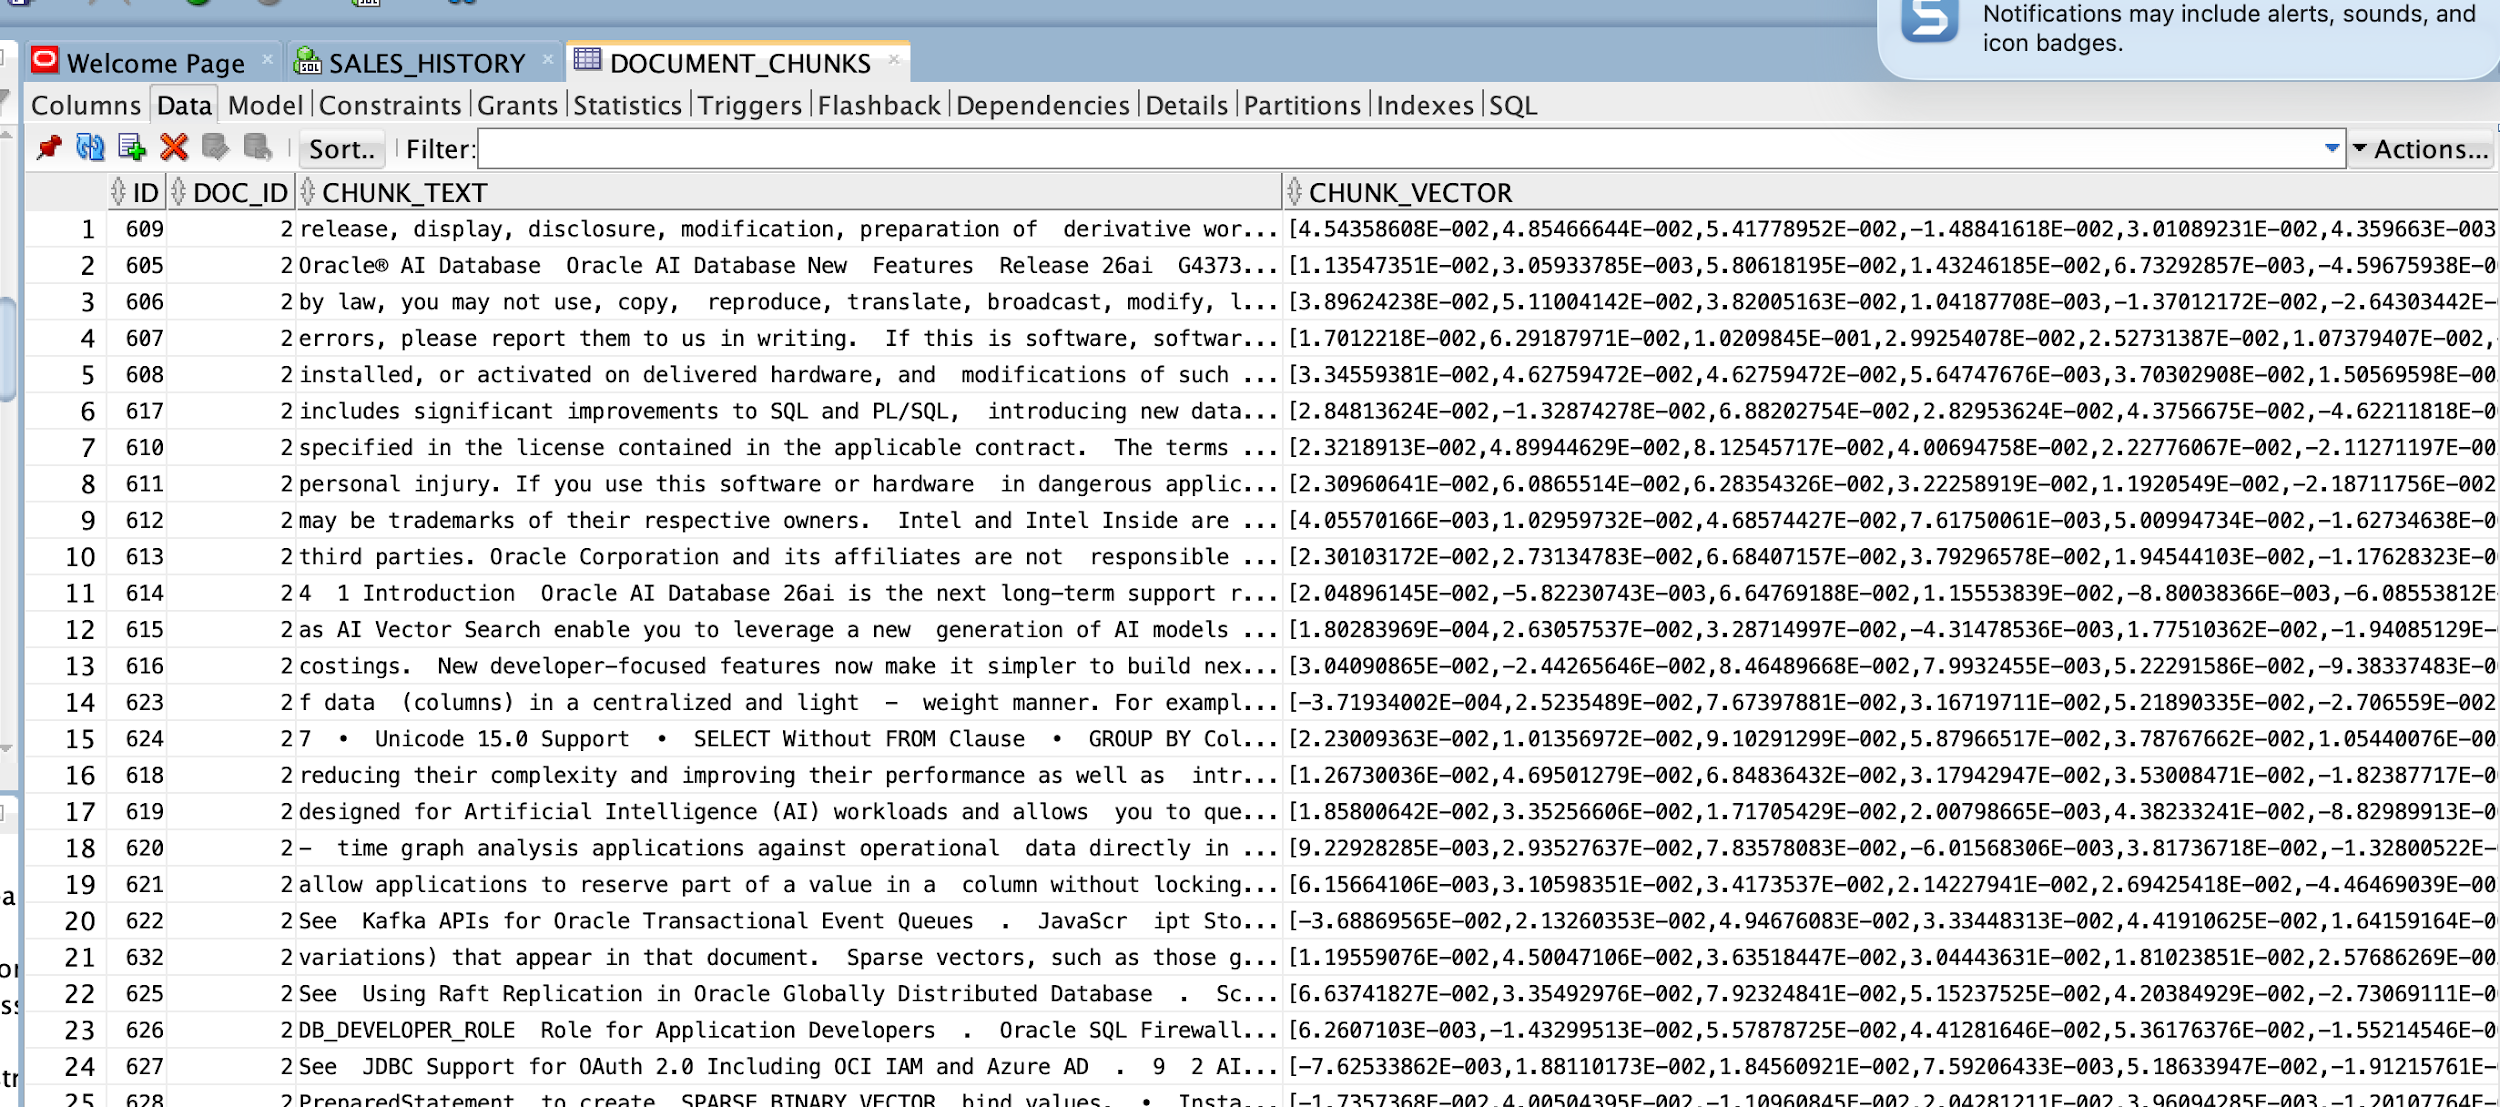 Notifications may include alerts, sounds, and
icon badges.
Welcome Page SALES_HISTORY DOCUMENT_CHUNKS
Columns Data Model Constraints Grants Statistics Triggers Flashback Dependencies Details Partitions Indexes SQL
Sort.. Filter: Actions...
ID DOC_ID CHUNK_TEXT CHUNK_VECTOR
1 609 2 release, display, disclosure, modification, preparation of derivative wor... [4.54358608E-002,4.85466644E-002,5.41778952E-002,-1.48841618E-002,3.01089231E-002,4.359663E-003
2 605 2 Oracle® AI Database Oracle AI Database New Features Release 26ai G4373... [1.13547351E-002,3.05933785E-003,5.80618195E-002,1.43246185E-002,6.73292857E-003,-4.59675938E-0
3 606 2 by law, you may not use, copy, reproduce, translate, broadcast, modify, l... [3.89624238E-002,5.11004142E-002,3.82005163E-002,1.04187708E-003,-1.37012172E-002,-2.64303442E-
4 607 2 errors, please report them to us in writing. If this is software, softwar... [1.7012218E-002,6.29187971E-002,1.0209845E-001,2.99254078E-002,2.52731387E-002,1.07379407E-002,
5 608 2 installed, or activated on delivered hardware, and modifications of such ... [3.34559381E-002,4.62759472E-002,4.62759472E-002,5.64747676E-003,3.70302908E-002,1.50569598E-00
6 617 2 includes significant improvements to SQL and PL/SQL, introducing new data... [2.84813624E-002,-1.32874278E-002,6.88202754E-002,2.82953624E-002,4.3756675E-002,-4.62211818E-0
7 610 2 specified in the license contained in the applicable contract. The terms ... [2.3218913E-002,4.89944629E-002,8.12545717E-002,4.00694758E-002,2.22776067E-002,-2.11271197E-00
8 611 2 personal injury. If you use this software or hardware in dangerous applic... [2.30960641E-002,6.0865514E-002,6.28354326E-002,3.22258919E-002,1.1920549E-002,-2.18711756E-002
9 612 2 may be trademarks of their respective owners. Intel and Intel Inside are ... [4.05570166E-003,1.02959732E-002,4.68574427E-002,7.61750061E-003,5.00994734E-002,-1.62734638E-0
10 613 2 third parties. Oracle Corporation and its affiliates are not responsible ... [2.30103172E-002,2.73134783E-002,6.68407157E-002,3.79296578E-002,1.94544103E-002,-1.17628323E-0
11 614 2 4 1 Introduction Oracle AI Database 26ai is the next long-term support r... [2.04896145E-002,-5.82230743E-003,6.64769188E-002,1.15553839E-002,-8.80038366E-003,-6.08553812E
12 615 2 as AI Vector Search enable you to leverage a new generation of AI models ... [1.80283969E-004,2.63057537E-002,3.28714997E-002,-4.31478536E-003,1.77510362E-002,-1.94085129E-
13 616 2 costings. New developer-focused features now make it simpler to build nex... [3.04090865E-002,-2.44265646E-002,8.46489668E-002,7.9932455E-003,5.22291586E-002,-9.38337483E-0
14 623 2 f data (columns) in a centralized and light - weight manner. For exampl... [-3.71934002E-004,2.5235489E-002,7.67397881E-002,3.16719711E-002,5.21890335E-002,-2.706559E-002
15 624 2 7 • Unicode 15.0 Support • SELECT Without FROM Clause • GROUP BY Col... [2.23009363E-002,1.01356972E-002,9.10291299E-002,5.87966517E-002,3.78767662E-002,1.05440076E-00
16 618 2 reducing their complexity and improving their performance as well as intr... [1.26730036E-002,4.69501279E-002,6.84836432E-002,3.17942947E-002,3.53008471E-002,-1.82387717E-0
17 619 2 designed for Artificial Intelligence (AI) workloads and allows you to que... [1.85800642E-002,3.35256606E-002,1.71705429E-002,2.00798665E-003,4.38233241E-002,-8.82989913E-0
18 620 2 - time graph analysis applications against operational data directly in ... [9.22928285E-003,2.93527637E-002,7.83578083E-002,-6.01568306E-003,3.81736718E-002,-1.32800522E-
19 621 2 allow applications to reserve part of a value in a column without locking... [6.15664106E-003,3.10598351E-002,3.4173537E-002,2.14227941E-002,2.69425418E-002,-4.46469039E-00
20 622 2 See Kafka APIs for Oracle Transactional Event Queues . JavaScr ipt Sto... [-3.68869565E-002,2.13260353E-002,4.94676083E-002,3.33448313E-002,4.41910625E-002,1.64159164E-0
21 632 2 variations) that appear in that document. Sparse vectors, such as those g... [1.19559076E-002,4.50047106E-002,3.63518447E-002,3.04443631E-002,1.81023851E-002,2.57686269E-00
22 625 2 See Using Raft Replication in Oracle Globally Distributed Database . Sc... [6.63741827E-002,3.35492976E-002,7.92324841E-002,5.15237525E-002,4.20384929E-002,-2.73069111E-0
23 626 2 DB_DEVELOPER_ROLE Role for Application Developers . Oracle SQL Firewall... [6.2607103E-003,-1.43299513E-002,5.57878725E-002,4.41281646E-002,5.36176376E-002,-1.55214546E-0
24 627 2 See JDBC Support for OAuth 2.0 Including OCI IAM and Azure AD . 9 2 AI... [-7.62533862E-003,1.88110173E-002,1.84560921E-002,7.59206433E-003,5.18633947E-002,-1.91215761E-
25 628 2 PreparedStatement to create SPARSE BINARY VECTOR bind values. • Insta... [-1.7357368E-002,4.00504395E-002,-1.10960845E-002,2.04281211E-002,3.96094285E-003,-1.20107764E-